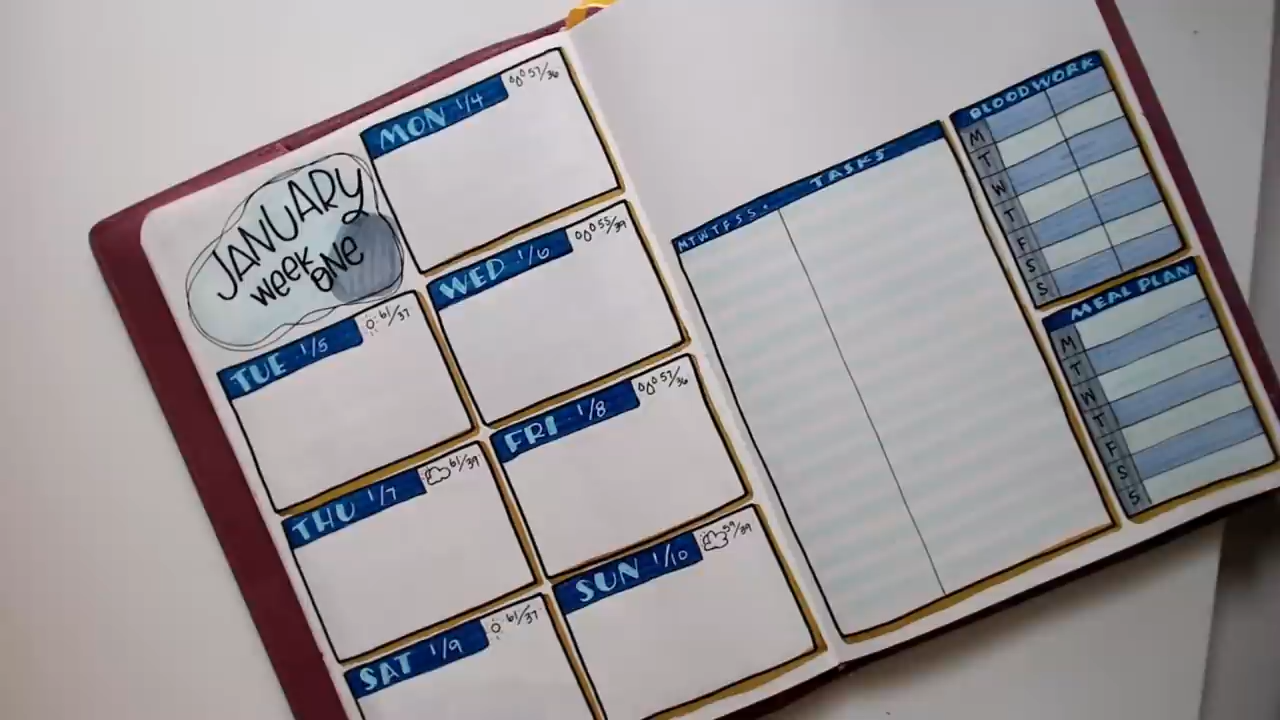 JANUARY
week
ONE
MON 1/4
57/36
TUE 1/5
61/37
WED 1/6
55/39
THU 1/7
61/39
FRI 1/8
57/36
SAT 1/9
61/37
SUN 1/10
59/39
M T W T F S S .
TASKS
BLOODWORK
M
T
W
T
F
S
S
MEAL PLAN
M
T
W
T
F
S
S